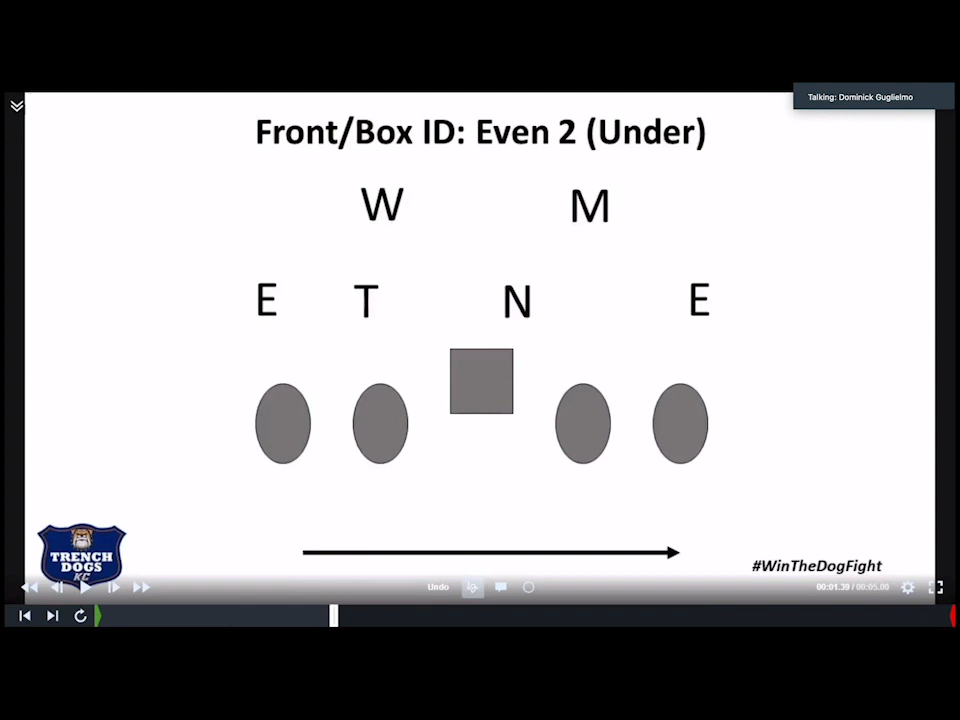 Talking: Dominick Guglielmo
Front/Box ID: Even 2 (Under)
W M
E T N E
TRENCH
DOGS
KC
#WinTheDogFight
Undo
00:01.39 / 00:05.00